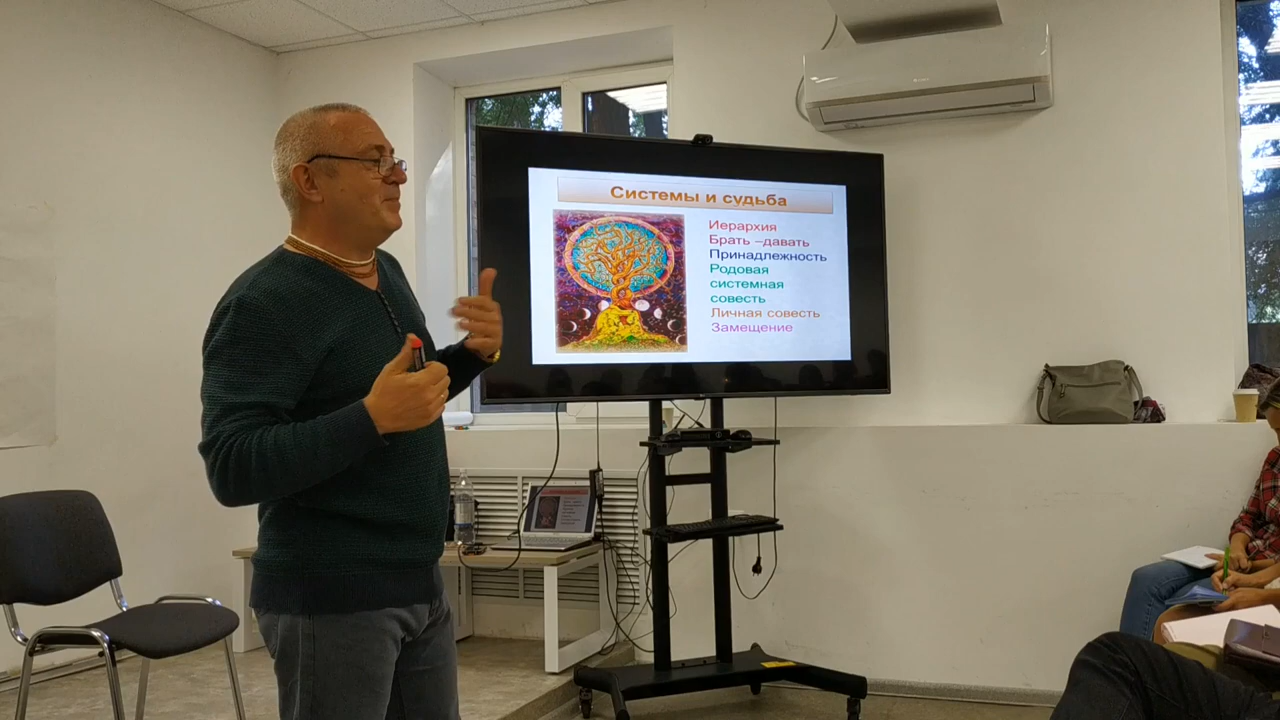 Системы и судьба
Иерархия
Брать –давать
Принадлежность
Родовая
системная
совесть
Личная совесть
Замещение